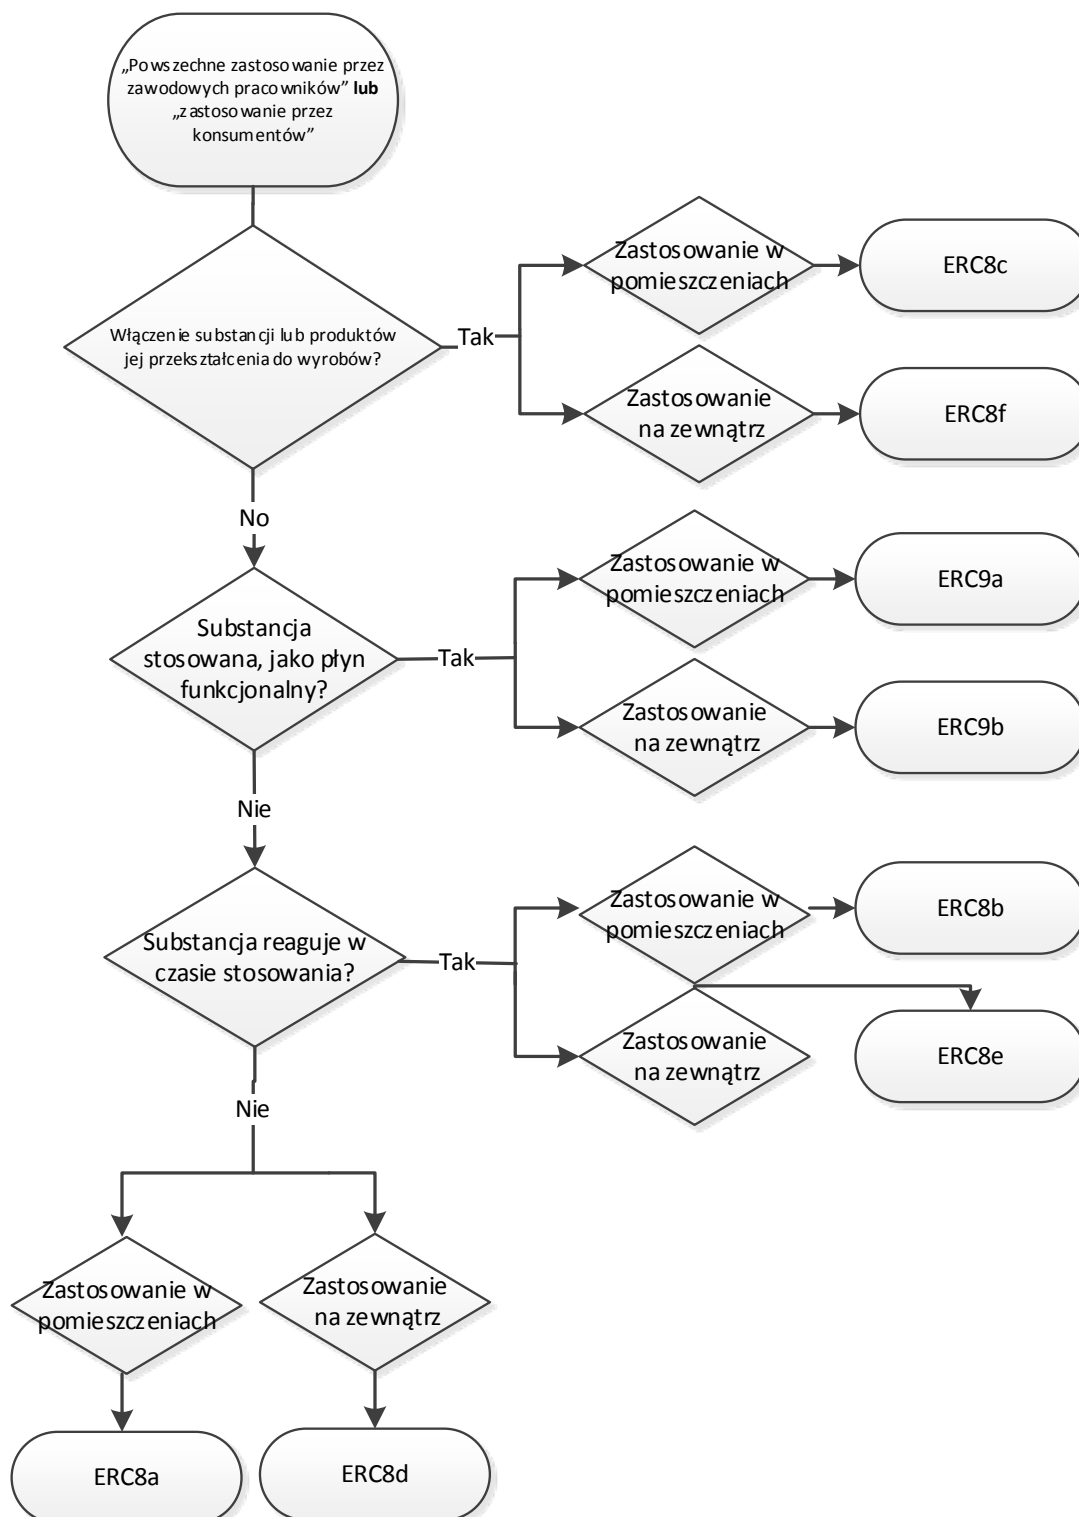 „Powszechne zastosowanie przez
zawodowych pracowników” lub
„zastosowanie przez
konsumentów”
Włączenie substancji lub produktów
jej przekształcenia do wyrobów?
Tak
Zastosowanie w
pomieszczeniach
ERC8c
Zastosowanie
na zewnątrz
ERC8f
No
Substancja
stosowana, jako płyn
funkcjonalny?
Tak
Zastosowanie w
pomieszczeniach
ERC9a
Zastosowanie
na zewnątrz
ERC9b
Nie
Substancja reaguje w
czasie stosowania?
Tak
Zastosowanie w
pomieszczeniach
ERC8b
Zastosowanie
na zewnątrz
ERC8e
Nie
Zastosowanie w
pomieszczeniach
Zastosowanie
na zewnątrz
ERC8a
ERC8d